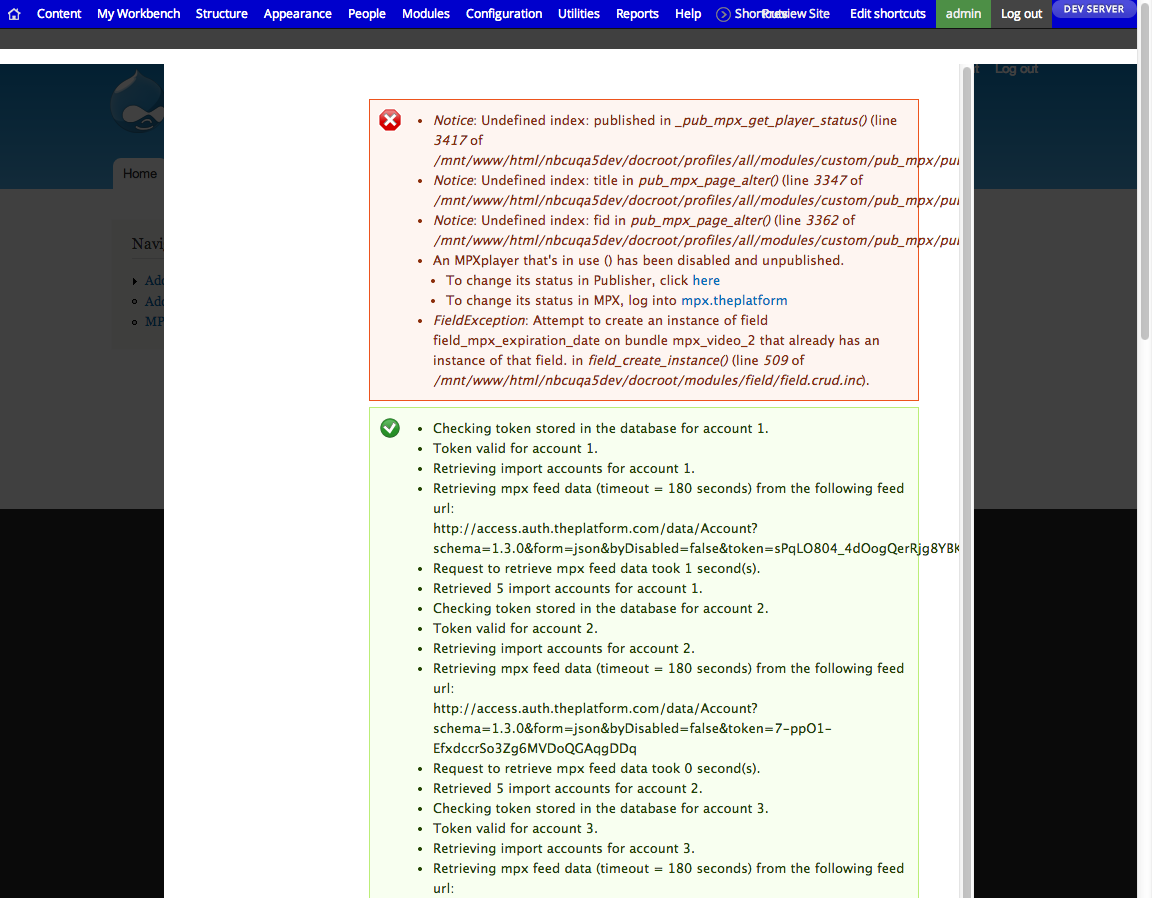 Content My Workbench Structure Appearance People Modules Configuration Utilities Reports Help Shortcuts Preview Site Edit shortcuts admin Log out DEV SERVER
Log out
Home
Notice: Undefined index: published in _pub_mpx_get_player_status() (line
3417 of
/mnt/www/html/nbcuqa5dev/docroot/profiles/all/modules/custom/pub_mpx/pu
Notice: Undefined index: title in pub_mpx_page_alter() (line 3347 of
/mnt/www/html/nbcuqa5dev/docroot/profiles/all/modules/custom/pub_mpx/pu
Notice: Undefined index: fid in pub_mpx_page_alter() (line 3362 of
/mnt/www/html/nbcuqa5dev/docroot/profiles/all/modules/custom/pub_mpx/pu
Navi
An MPXplayer that's in use () has been disabled and unpublished.
To change its status in Publisher, click here
Add
To change its status in MPX, log into mpx.theplatform
Add
MP
FieldException: Attempt to create an instance of field
field_mpx_expiration_date on bundle mpx_video_2 that already has an
instance of that field. in field_create_instance() (line 509 of
/mnt/www/html/nbcuqa5dev/docroot/modules/field/field.crud.inc).
Checking token stored in the database for account 1.
Token valid for account 1.
Retrieving import accounts for account 1.
Retrieving mpx feed data (timeout = 180 seconds) from the following feed
url:
http://access.auth.theplatform.com/data/Account?
schema=1.3.0&form=json&byDisabled=false&token=sPqLO804_4dOogQerRjg8YBK
Request to retrieve mpx feed data took 1 second(s).
Retrieved 5 import accounts for account 1.
Checking token stored in the database for account 2.
Token valid for account 2.
Retrieving import accounts for account 2.
Retrieving mpx feed data (timeout = 180 seconds) from the following feed
url:
http://access.auth.theplatform.com/data/Account?
schema=1.3.0&form=json&byDisabled=false&token=7-ppO1-
EfxdccrSo3Zg6MVDoQGAqgDDq
Request to retrieve mpx feed data took 0 second(s).
Retrieved 5 import accounts for account 2.
Checking token stored in the database for account 3.
Token valid for account 3.
Retrieving import accounts for account 3.
Retrieving mpx feed data (timeout = 180 seconds) from the following feed
url: